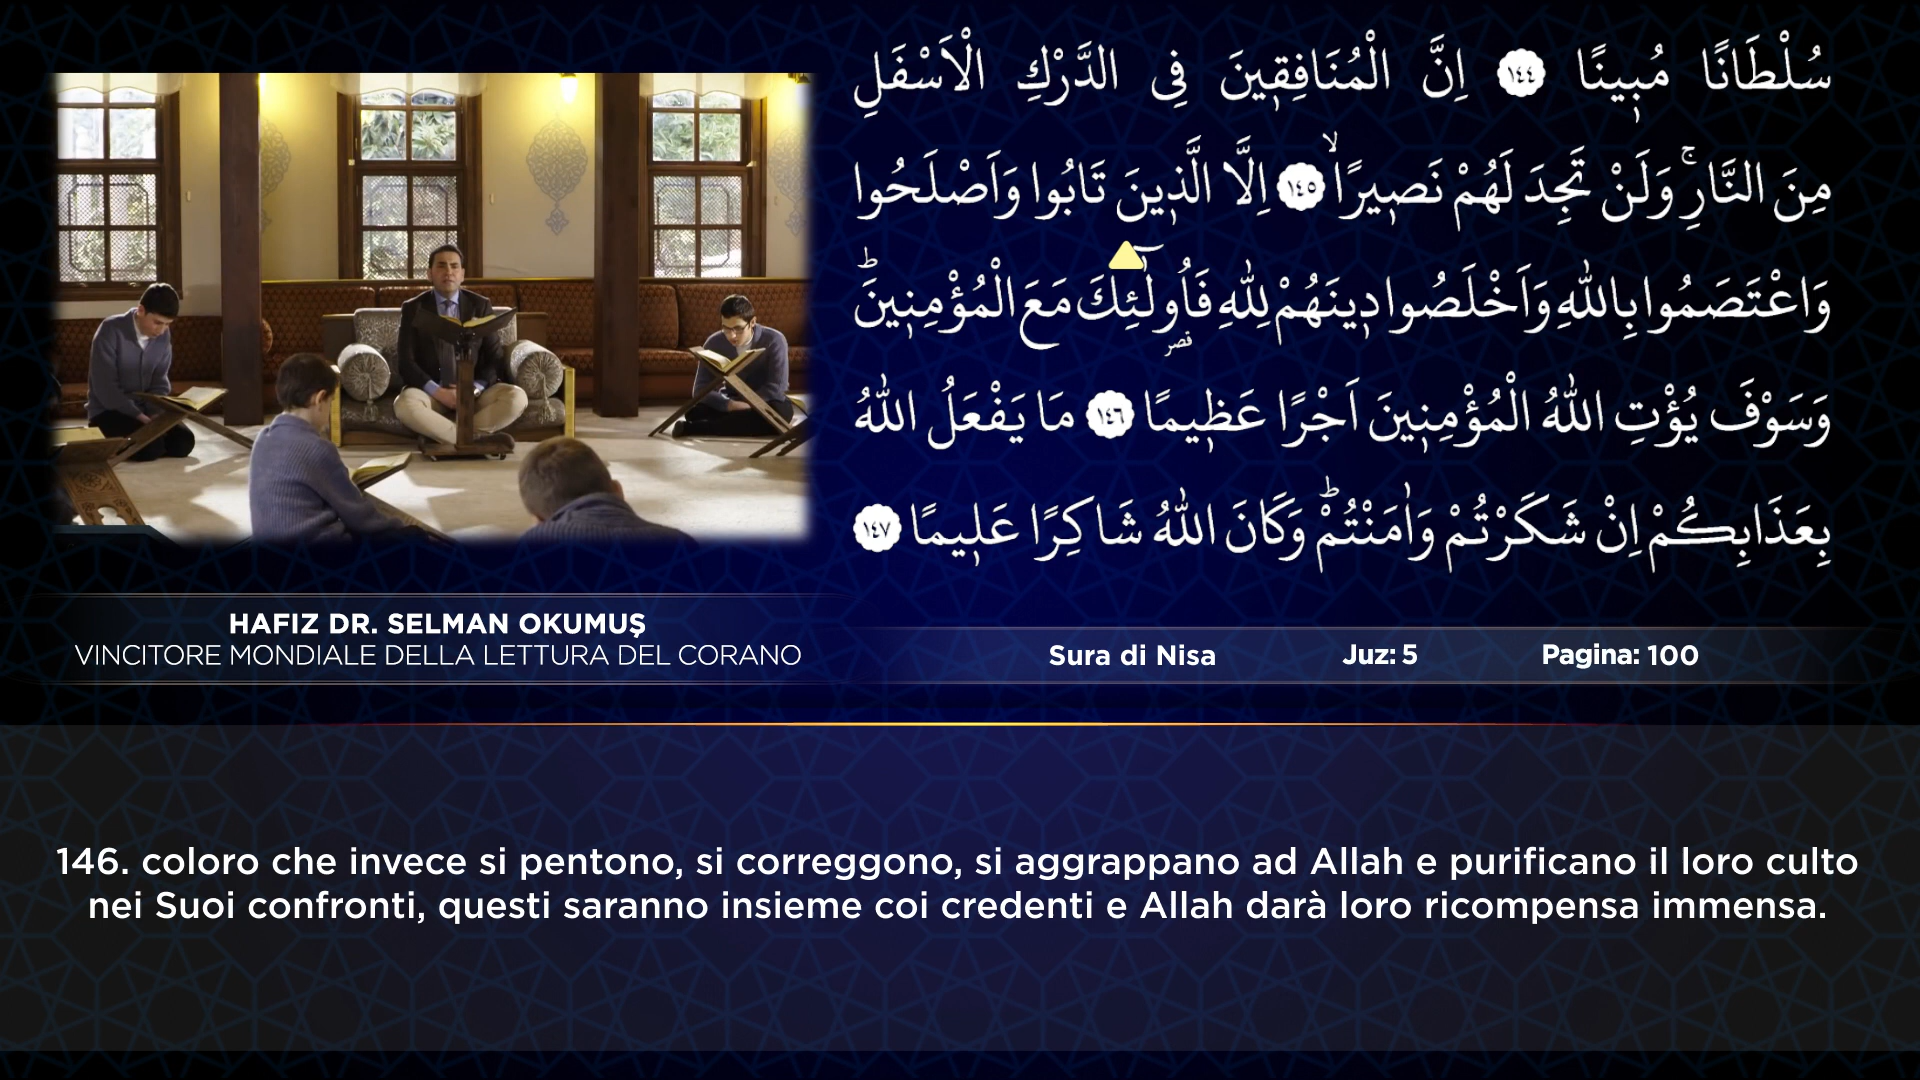 سُلْطَانًا مُبٖينًا ﴿١٤٤﴾ اِنَّ الْمُنَافِقٖينَ فِى الدَّرْكِ الْاَسْفَلِ
مِنَ النَّارِۚ وَلَنْ تَجِدَ لَهُمْ نَصٖيرًاۙ ﴿١٤٥﴾ اِلَّا الَّذٖينَ تَابُوا وَاَصْلَحُوا
وَاعْتَصَمُوا بِاللّٰهِ وَاَخْلَصُوا دٖينَهُمْ لِلّٰهِ فَاُولٰٓئِكَ مَعَ الْمُؤْمِنٖينَؕ
قصر
وَسَوْفَ يُؤْتِ اللّٰهُ الْمُؤْمِنٖينَ اَجْرًا عَظٖيمًا ﴿١٤٦﴾ مَا يَفْعَلُ اللّٰهُ
بِعَذَابِكُمْ اِنْ شَكَرْتُمْ وَاٰمَنْتُمْؕ وَكَانَ اللّٰهُ شَاكِرًا عَلٖيمًا ﴿١٤٧﴾
HAFIZ DR. SELMAN OKUMUŞ
VINCITORE MONDIALE DELLA LETTURA DEL CORANO
Sura di Nisa Juz: 5 Pagina: 100
146. coloro che invece si pentono, si correggono, si aggrappano ad Allah e purificano il loro culto
nei Suoi confronti, questi saranno insieme coi credenti e Allah darà loro ricompensa immensa.